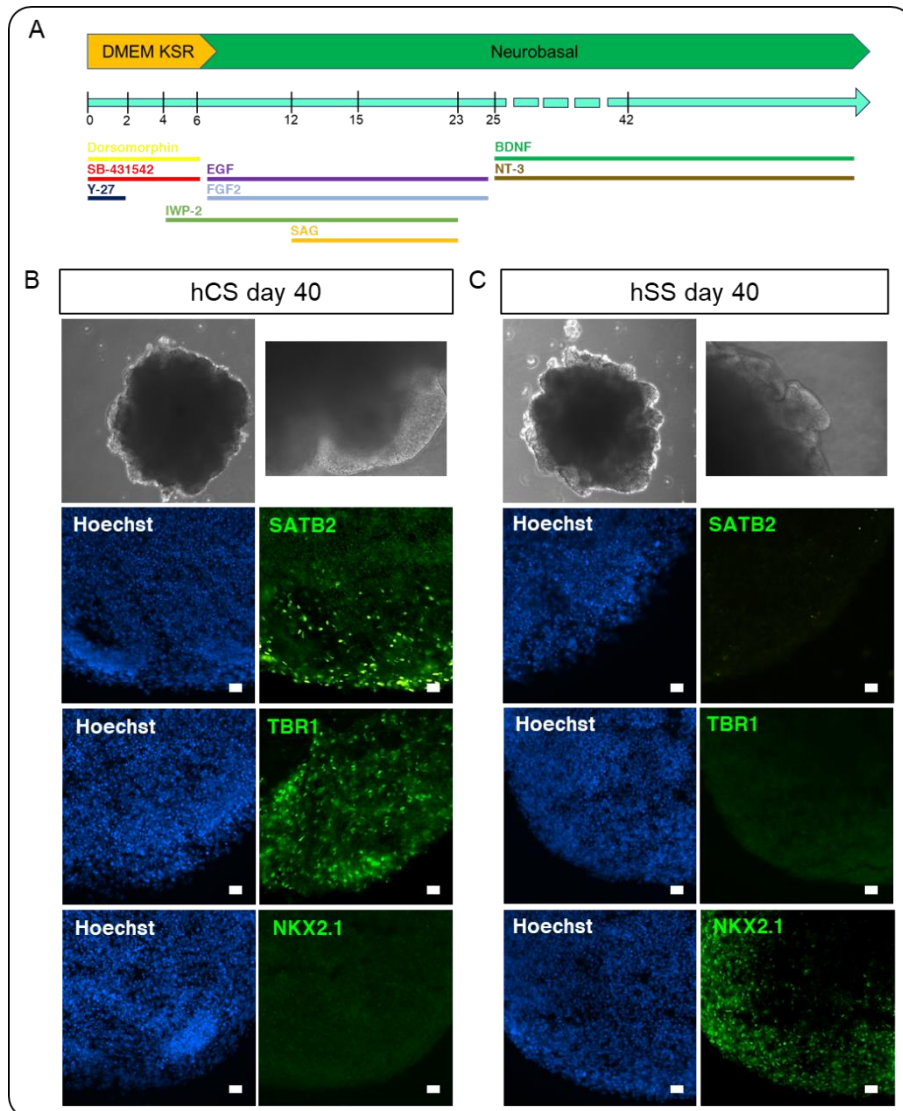 A
DMEM KSR
Neurobasal
0 2 4 6 12 15 23 25 42
Dorsomorphin
BDNF
SB-431542
EGF
NT-3
Y-27
FGF2
IWP-2
SAG
B
hCS day 40
C
hSS day 40
Hoechst
SATB2
Hoechst
SATB2
Hoechst
TBR1
Hoechst
TBR1
Hoechst
NKX2.1
Hoechst
NKX2.1